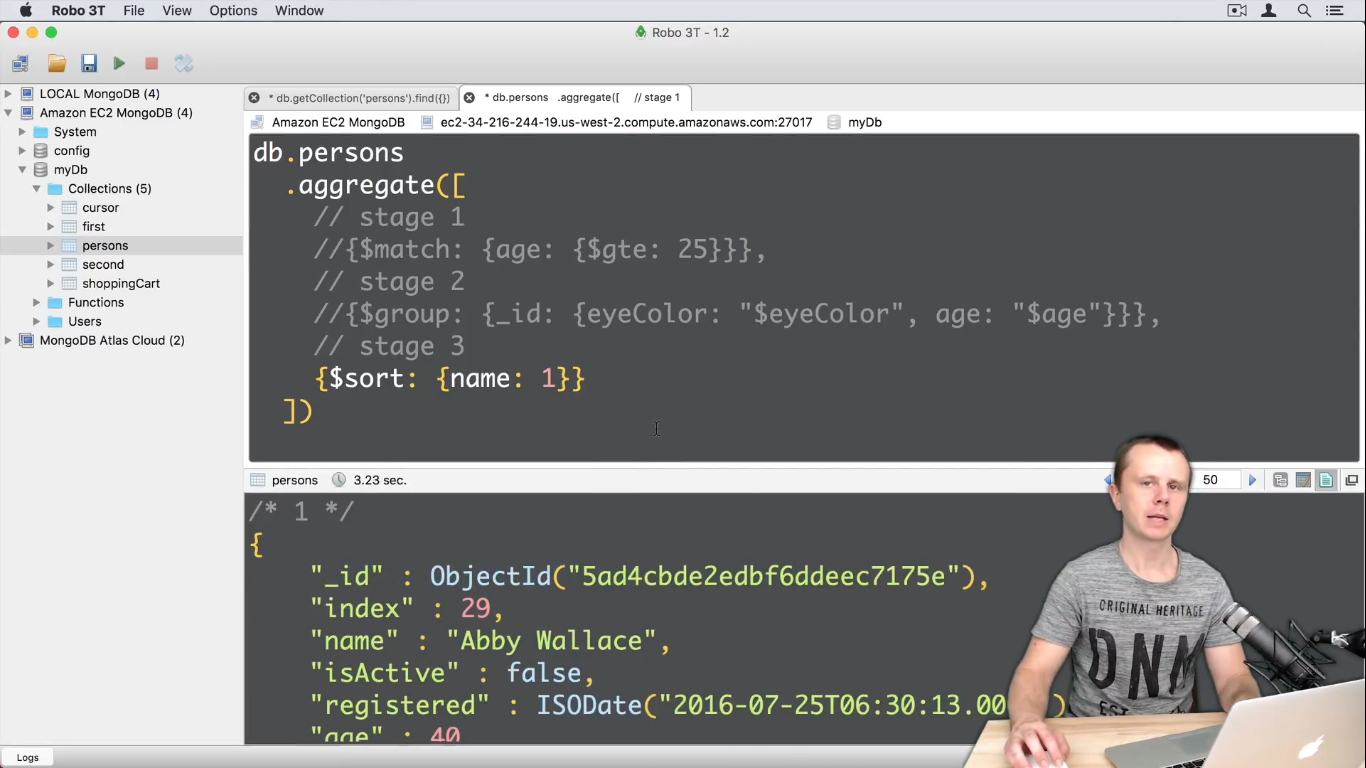 Robo 3T File View Options Window
Robo 3T - 1.2
* db.getCollection('persons').find({}) * db.persons .aggregate([ // stage 1
Amazon EC2 MongoDB ec2-34-216-244-19.us-west-2.compute.amazonaws.com:27017 myDb
LOCAL MongoDB (4)
Amazon EC2 MongoDB (4)
System
config
myDb
Collections (5)
cursor
first
persons
second
shoppingCart
Functions
Users
MongoDB Atlas Cloud (2)
db.persons
.aggregate([
// stage 1
//{$match: {age: {$gte: 25}}},
// stage 2
//{$group: {_id: {eyeColor: "$eyeColor", age: "$age"}}},
// stage 3
{$sort: {name: 1}}
])
persons 3.23 sec. 50
/* 1 */
{
"_id" : ObjectId("5ad4cbde2edbf6ddeec7175e"),
"index" : 29,
"name" : "Abby Wallace",
"isActive" : false,
"registered" : ISODate("2016-07-25T06:30:13.00 )
"age" : 40
ORIGINAL HERITAGE
DNM
EST
Logs